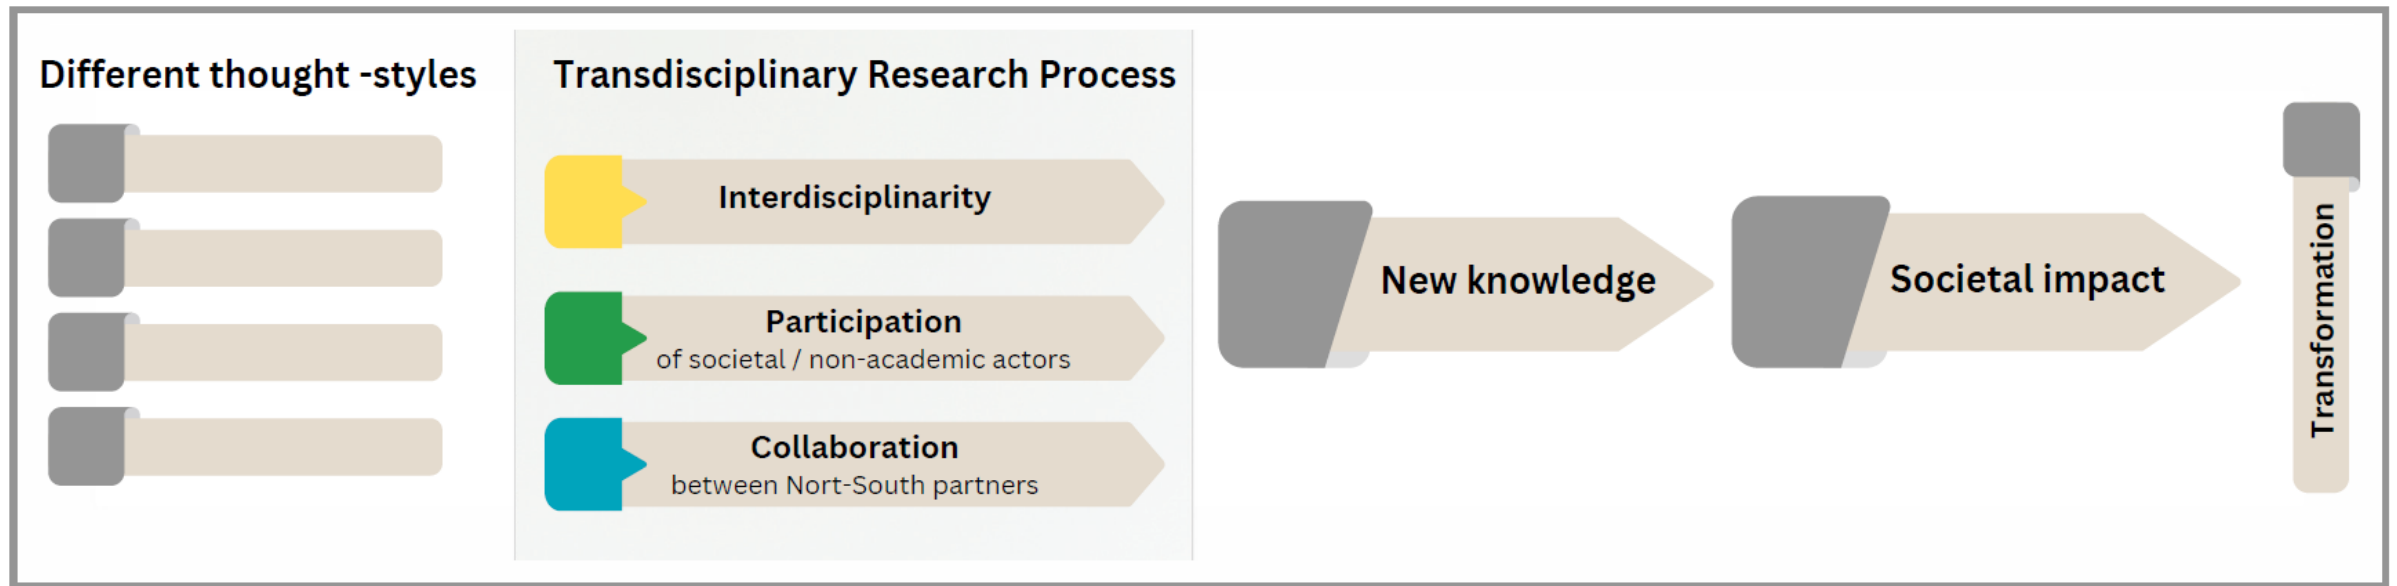 Different thought -styles
Transdisciplinary Research Process
Interdisciplinarity
Participation
of societal / non-academic actors
Collaboration
between Nort-South partners
New knowledge
Societal impact
Transformation